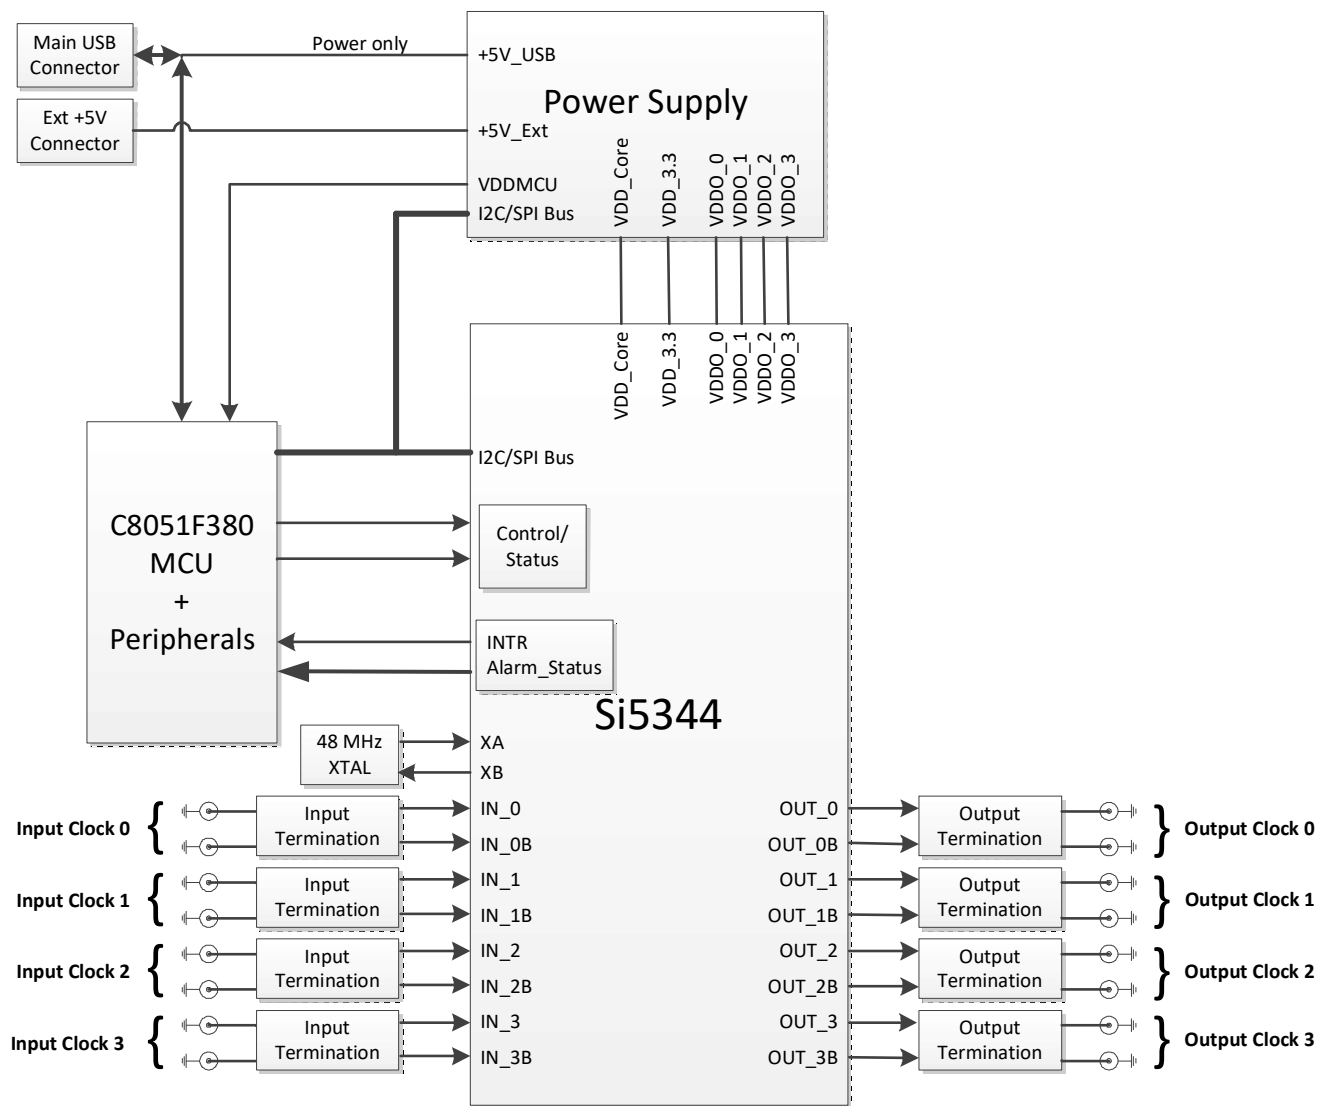 Main USB
Connector
Power only
+5V_USB
Power Supply
Ext +5V
Connector
+5V_Ext
VDDMCU
I2C/SPI Bus
VDD_Core
VDD_3.3
VDDO_0
VDDO_1
VDDO_2
VDDO_3
VDD_Core
VDD_3.3
VDDO_0
VDDO_1
VDDO_2
VDDO_3
I2C/SPI Bus
C8051F380
MCU
+
Peripherals
Control/
Status
INTR
Alarm_Status
Si5344
48 MHz
XTAL
XA
XB
Input Clock 0
Input
Termination
IN_0
IN_0B
OUT_0
OUT_0B
Output
Termination
Output Clock 0
Input Clock 1
Input
Termination
IN_1
IN_1B
OUT_1
OUT_1B
Output
Termination
Output Clock 1
Input Clock 2
Input
Termination
IN_2
IN_2B
OUT_2
OUT_2B
Output
Termination
Output Clock 2
Input Clock 3
Input
Termination
IN_3
IN_3B
OUT_3
OUT_3B
Output
Termination
Output Clock 3